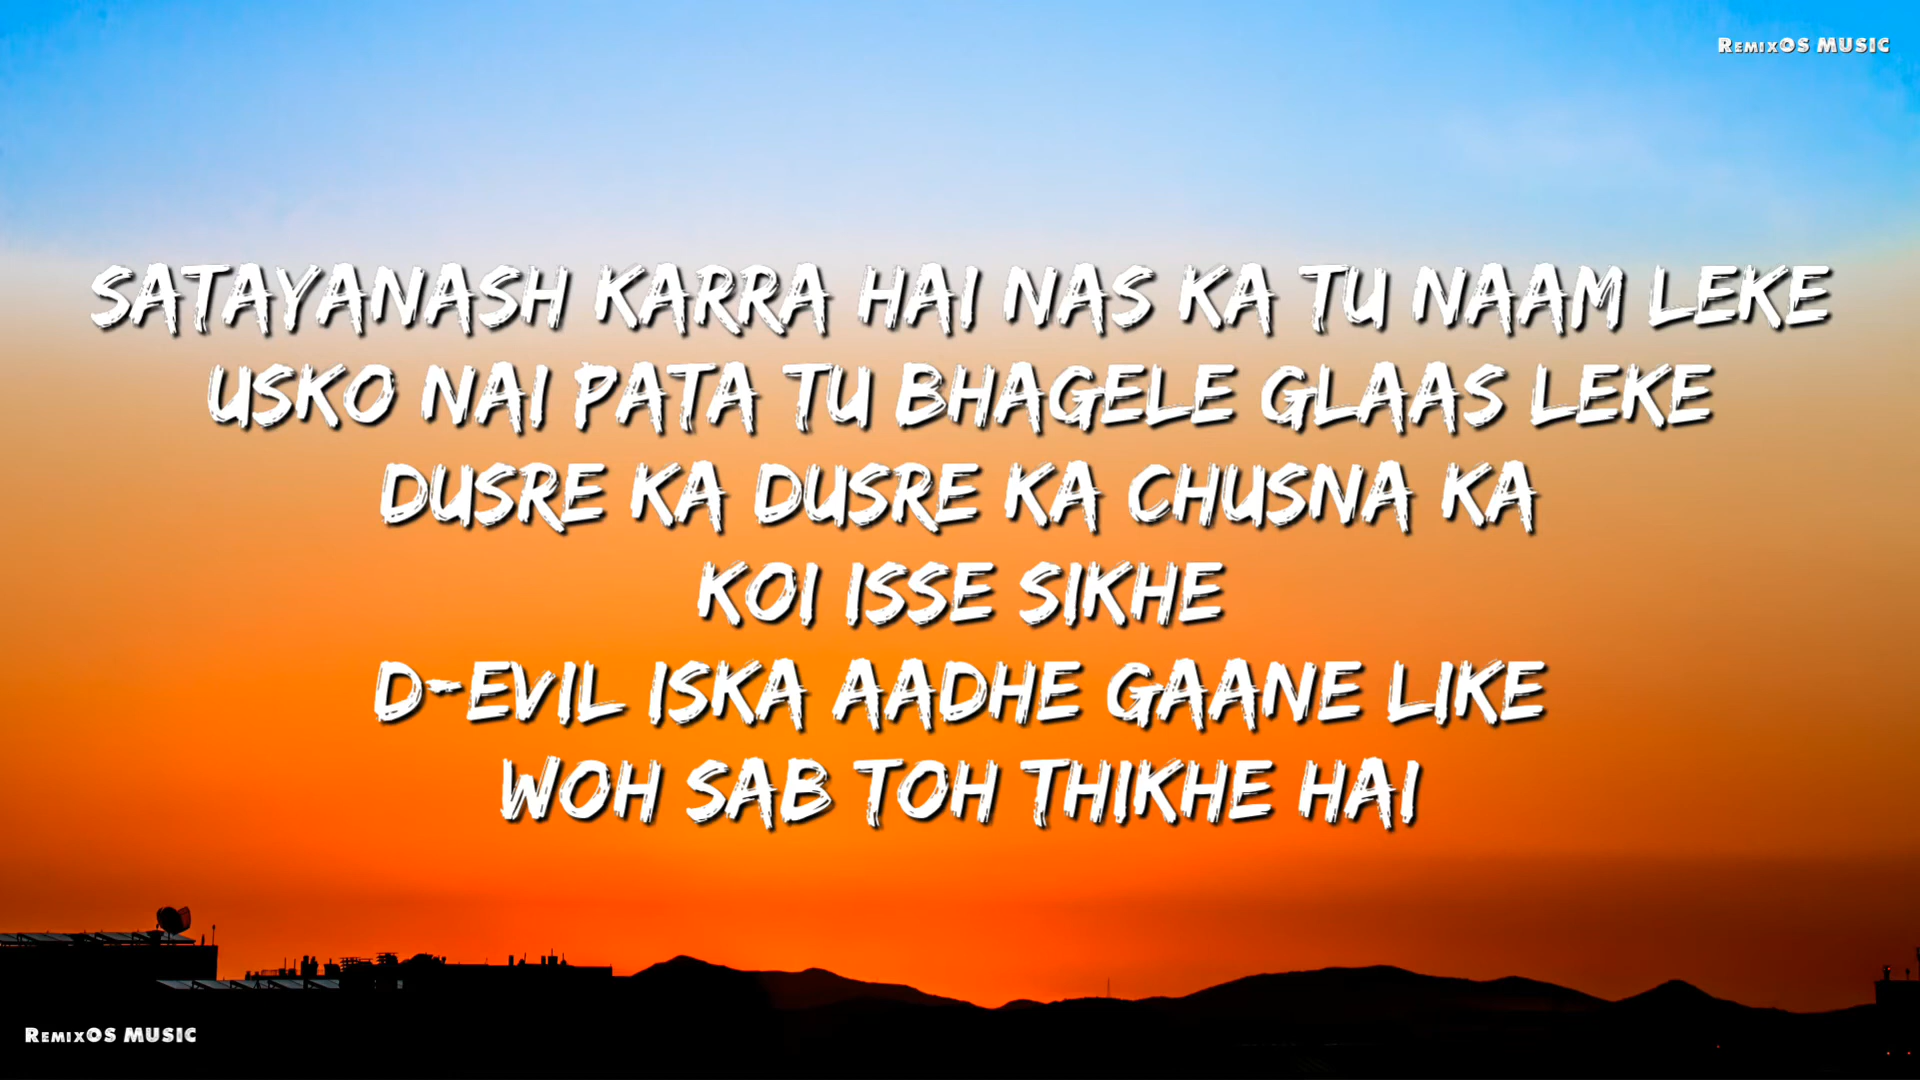 RemixOS MUSIC
SATAYANASH KARRA HAI NAS KA TU NAAM LEKE
USKO NAI PATA TU BHAGELE GLAAS LEKE
DUSRE KA DUSRE KA CHUSNA KA
KOI ISSE SIKHE
D-EVIL ISKA AADHE GAANE LIKE
WOH SAB TOH THIKHE HAI
RemixOS MUSIC